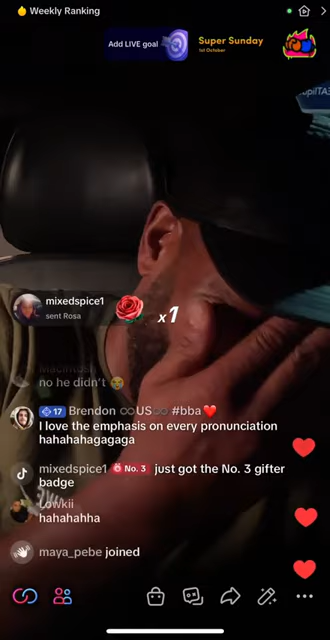 Weekly Ranking
Add LIVE goal
Super Sunday
1st October
mixedspice1
sent Rosa
x1
Macintosh
no he didn't 😭
17 Brendon ∞US∞ #bba❤️
I love the emphasis on every pronunciation
hahahahagagaga
mixedspice1 No. 3 just got the No. 3 gifter
badge
Lowkii
hahahahha
maya_pebe joined